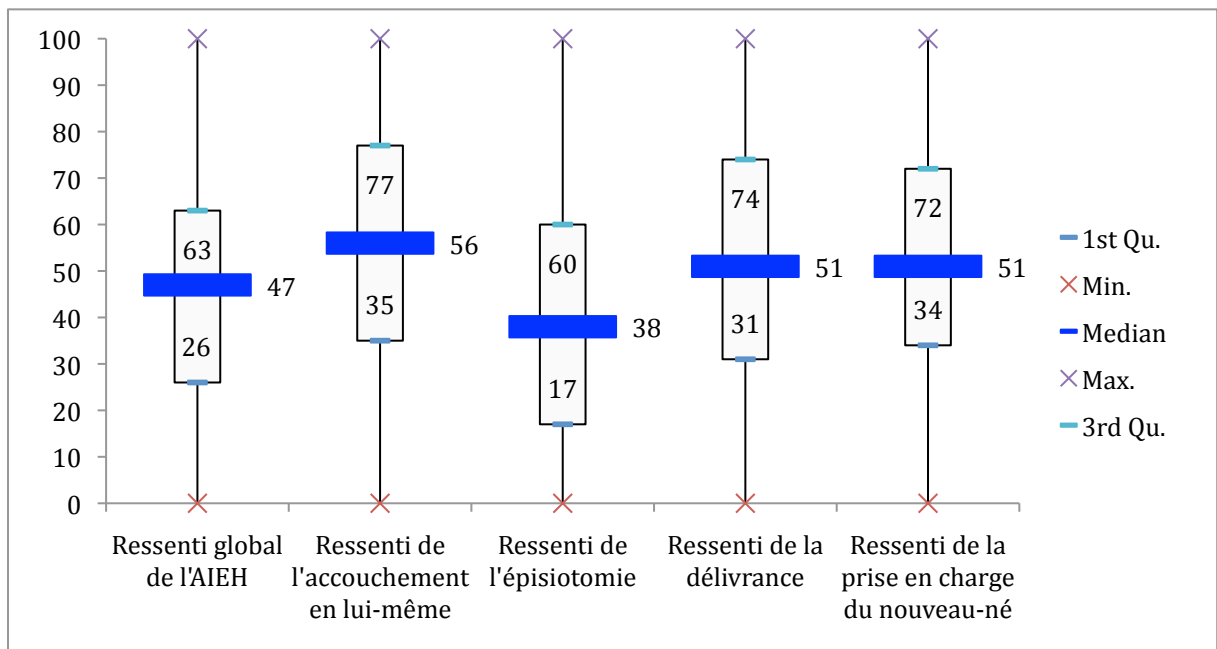 100
90
80
70
60
50
40
30
20
10
0
63
47
26
77
56
35
60
38
17
74
51
31
72
51
34
Ressenti global
de l'AIEH
Ressenti de
l'accouchement
en lui-même
Ressenti de
l'épisiotomie
Ressenti de la
délivrance
Ressenti de la
prise en charge
du nouveau-né
1st Qu.
Min.
Median
Max.
3rd Qu.